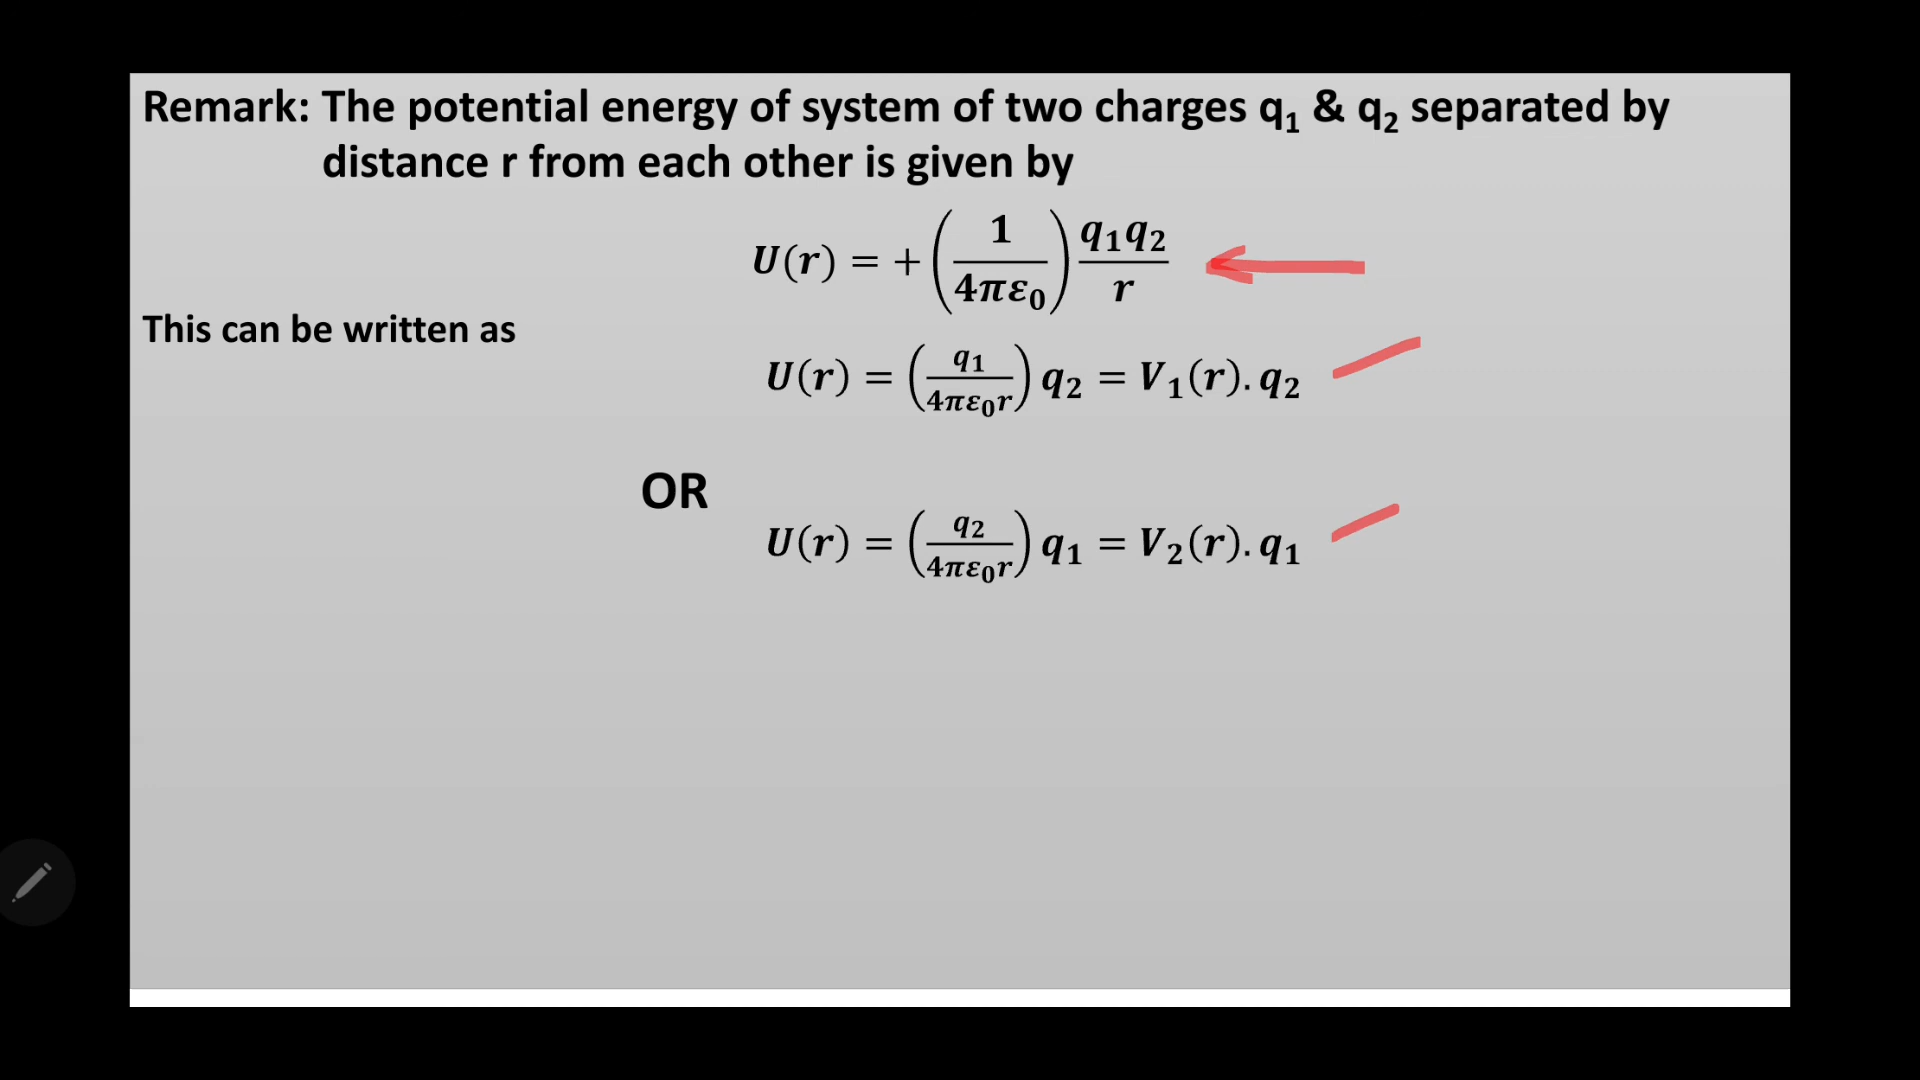 Remark: The potential energy of system of two charges q₁ & q₂ separated by
distance r from each other is given by
U(r) = +(1/4πε₀) q₁q₂/r
This can be written as
U(r) = (q₁/4πε₀r) q₂ = V₁(r). q₂
OR
U(r) = (q₂/4πε₀r) q₁ = V₂(r). q₁